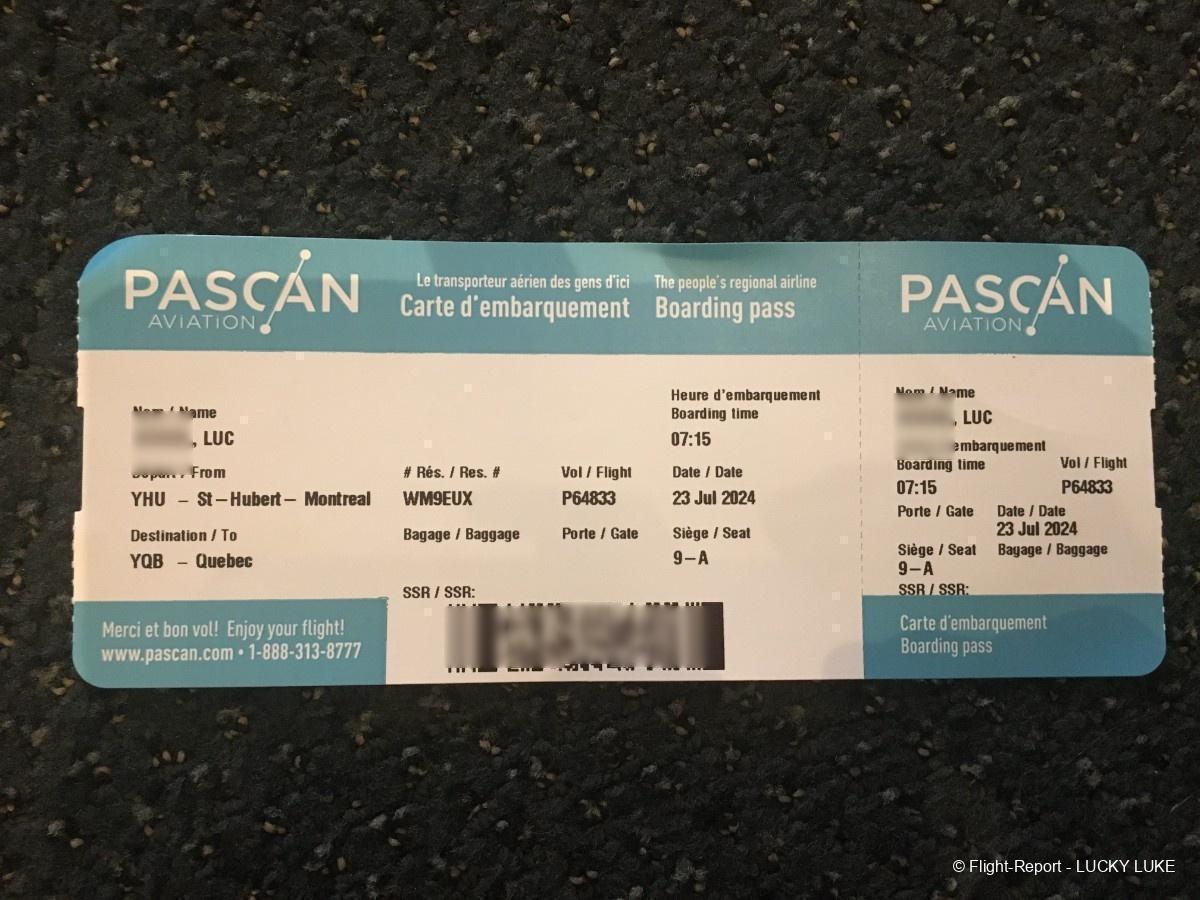 PASCAN
AVIATION
Le transporteur aérien des gens d'ici
Carte d'embarquement
The people's regional airline
Boarding pass
Nom / Name
, LUC
Départ / From
YHU – St-Hubert- Montreal
Destination / To
YQB – Quebec
# Rés. / Res. #
WM9EUX
Bagage / Baggage
Vol / Flight
P64833
Porte / Gate
Heure d'embarquement
Boarding time
07:15
Date / Date
23 Jul 2024
Siège / Seat
9-A
SSR / SSR:
Merci et bon vol! Enjoy your flight!
www.pascan.com • 1-888-313-8777
PASCAN
AVIATION
Nom / Name
, LUC
embarquement
Boarding time
07:15
Vol / Flight
P64833
Porte / Gate
Date / Date
23 Jul 2024
Siège / Seat
9-A
Bagage / Baggage
SSR / SSR:
Carte d'embarquement
Boarding pass
© Flight-Report - LUCKY LUKE